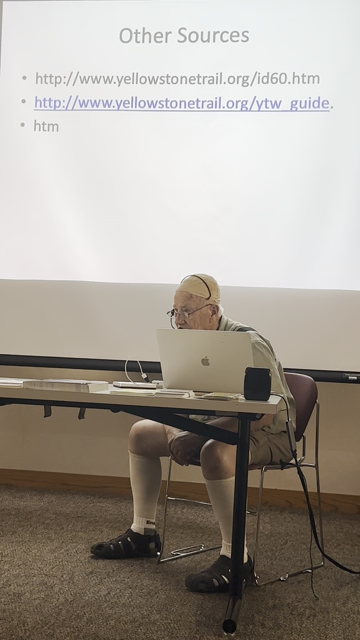 Other Sources
• http://www.yellowstonetrail.org/id60.htm
• http://www.yellowstonetrail.org/ytw_guide.
• htm